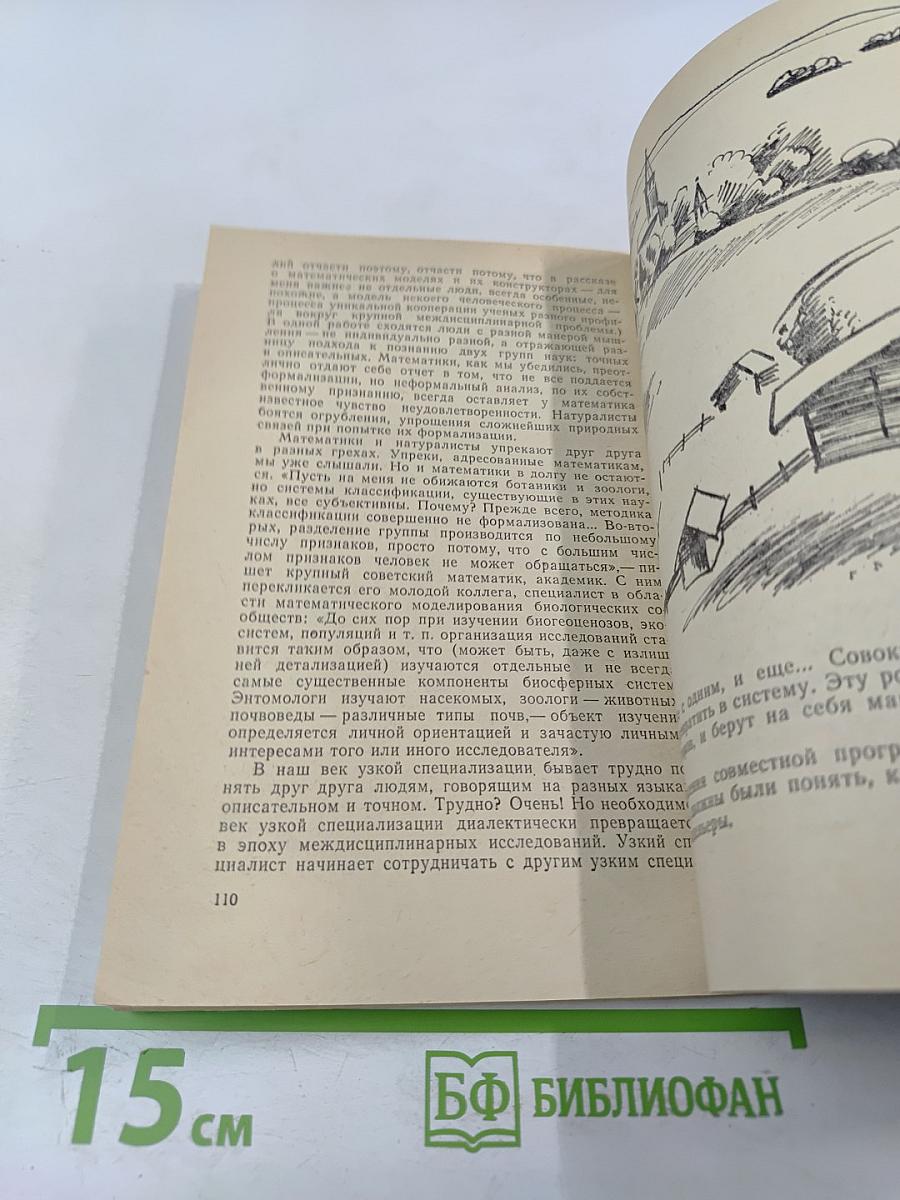 лий отчасти поэтому, отчасти потому, что в рассказе
о математических моделях и их конструкторах — для
меня важнее не отдельные люди, всегда особенные, не-
похожие, а модель некоего человеческого процесса —
процесса уникальной кооперации ученых разного профи-
ля вокруг крупной междисциплинарной проблемы.)
В одной работе сходятся люди с разной манерой мыш-
ления — не индивидуально разной, а отражающей раз-
ницу подхода к познанию двух групп наук: точных
и описательных. Математики, как мы убедились, преот-
лично отдают себе отчет в том, что не все поддается
формализации, но неформальный анализ, по их собст-
венному признанию, всегда оставляет у математика
известное чувство неудовлетворенности. Натуралисты
боятся огрубления, упрощения сложнейших природных
связей при попытке их формализации.
Математики и натуралисты упрекают друг друга
в разных грехах. Упреки, адресованные математикам,
мы уже слышали. Но и математики в долгу не остают-
ся. «Пусть на меня не обижаются ботаники и зоологи,
но системы классификации, существующие в этих нау-
ках, все субъективны. Почему? Прежде всего, методика
классификации совершенно не формализована... Во-вто-
рых, разделение группы производится по небольшому
числу признаков, просто потому, что с большим чис-
лом признаков человек не может обращаться»,— пи-
шет крупный советский математик, академик. С ним
перекликается его молодой коллега, специалист в обла-
сти математического моделирования биологических со-
обществ: «До сих пор при изучении биогеоценозов, эко-
систем, популяций и т. п. организация исследований ста-
вится таким образом, что (может быть, даже с излиш-
ней детализацией) изучаются отдельные и не всегда
самые существенные компоненты биосферных систем
Энтомологи изучают насекомых, зоологи — животных
почвоведы — различные типы почв,— объект изучени
определяется личной ориентацией и зачастую личным
интересами того или иного исследователя».
В наш век узкой специализации бывает трудно по
нять друг друга людям, говорящим на разных языка
описательном и точном. Трудно? Очень! Но необходим
век узкой специализации диалектически превращаетс
в эпоху междисциплинарных исследований. Узкий сп
циалист начинает сотрудничать с другим узким специ
110
с одним, и еще... Совок
вратить в систему. Эту ро
и берут на себя ма
совместной прогр
были понять, к
15 см
БФ БИБЛИОФАН